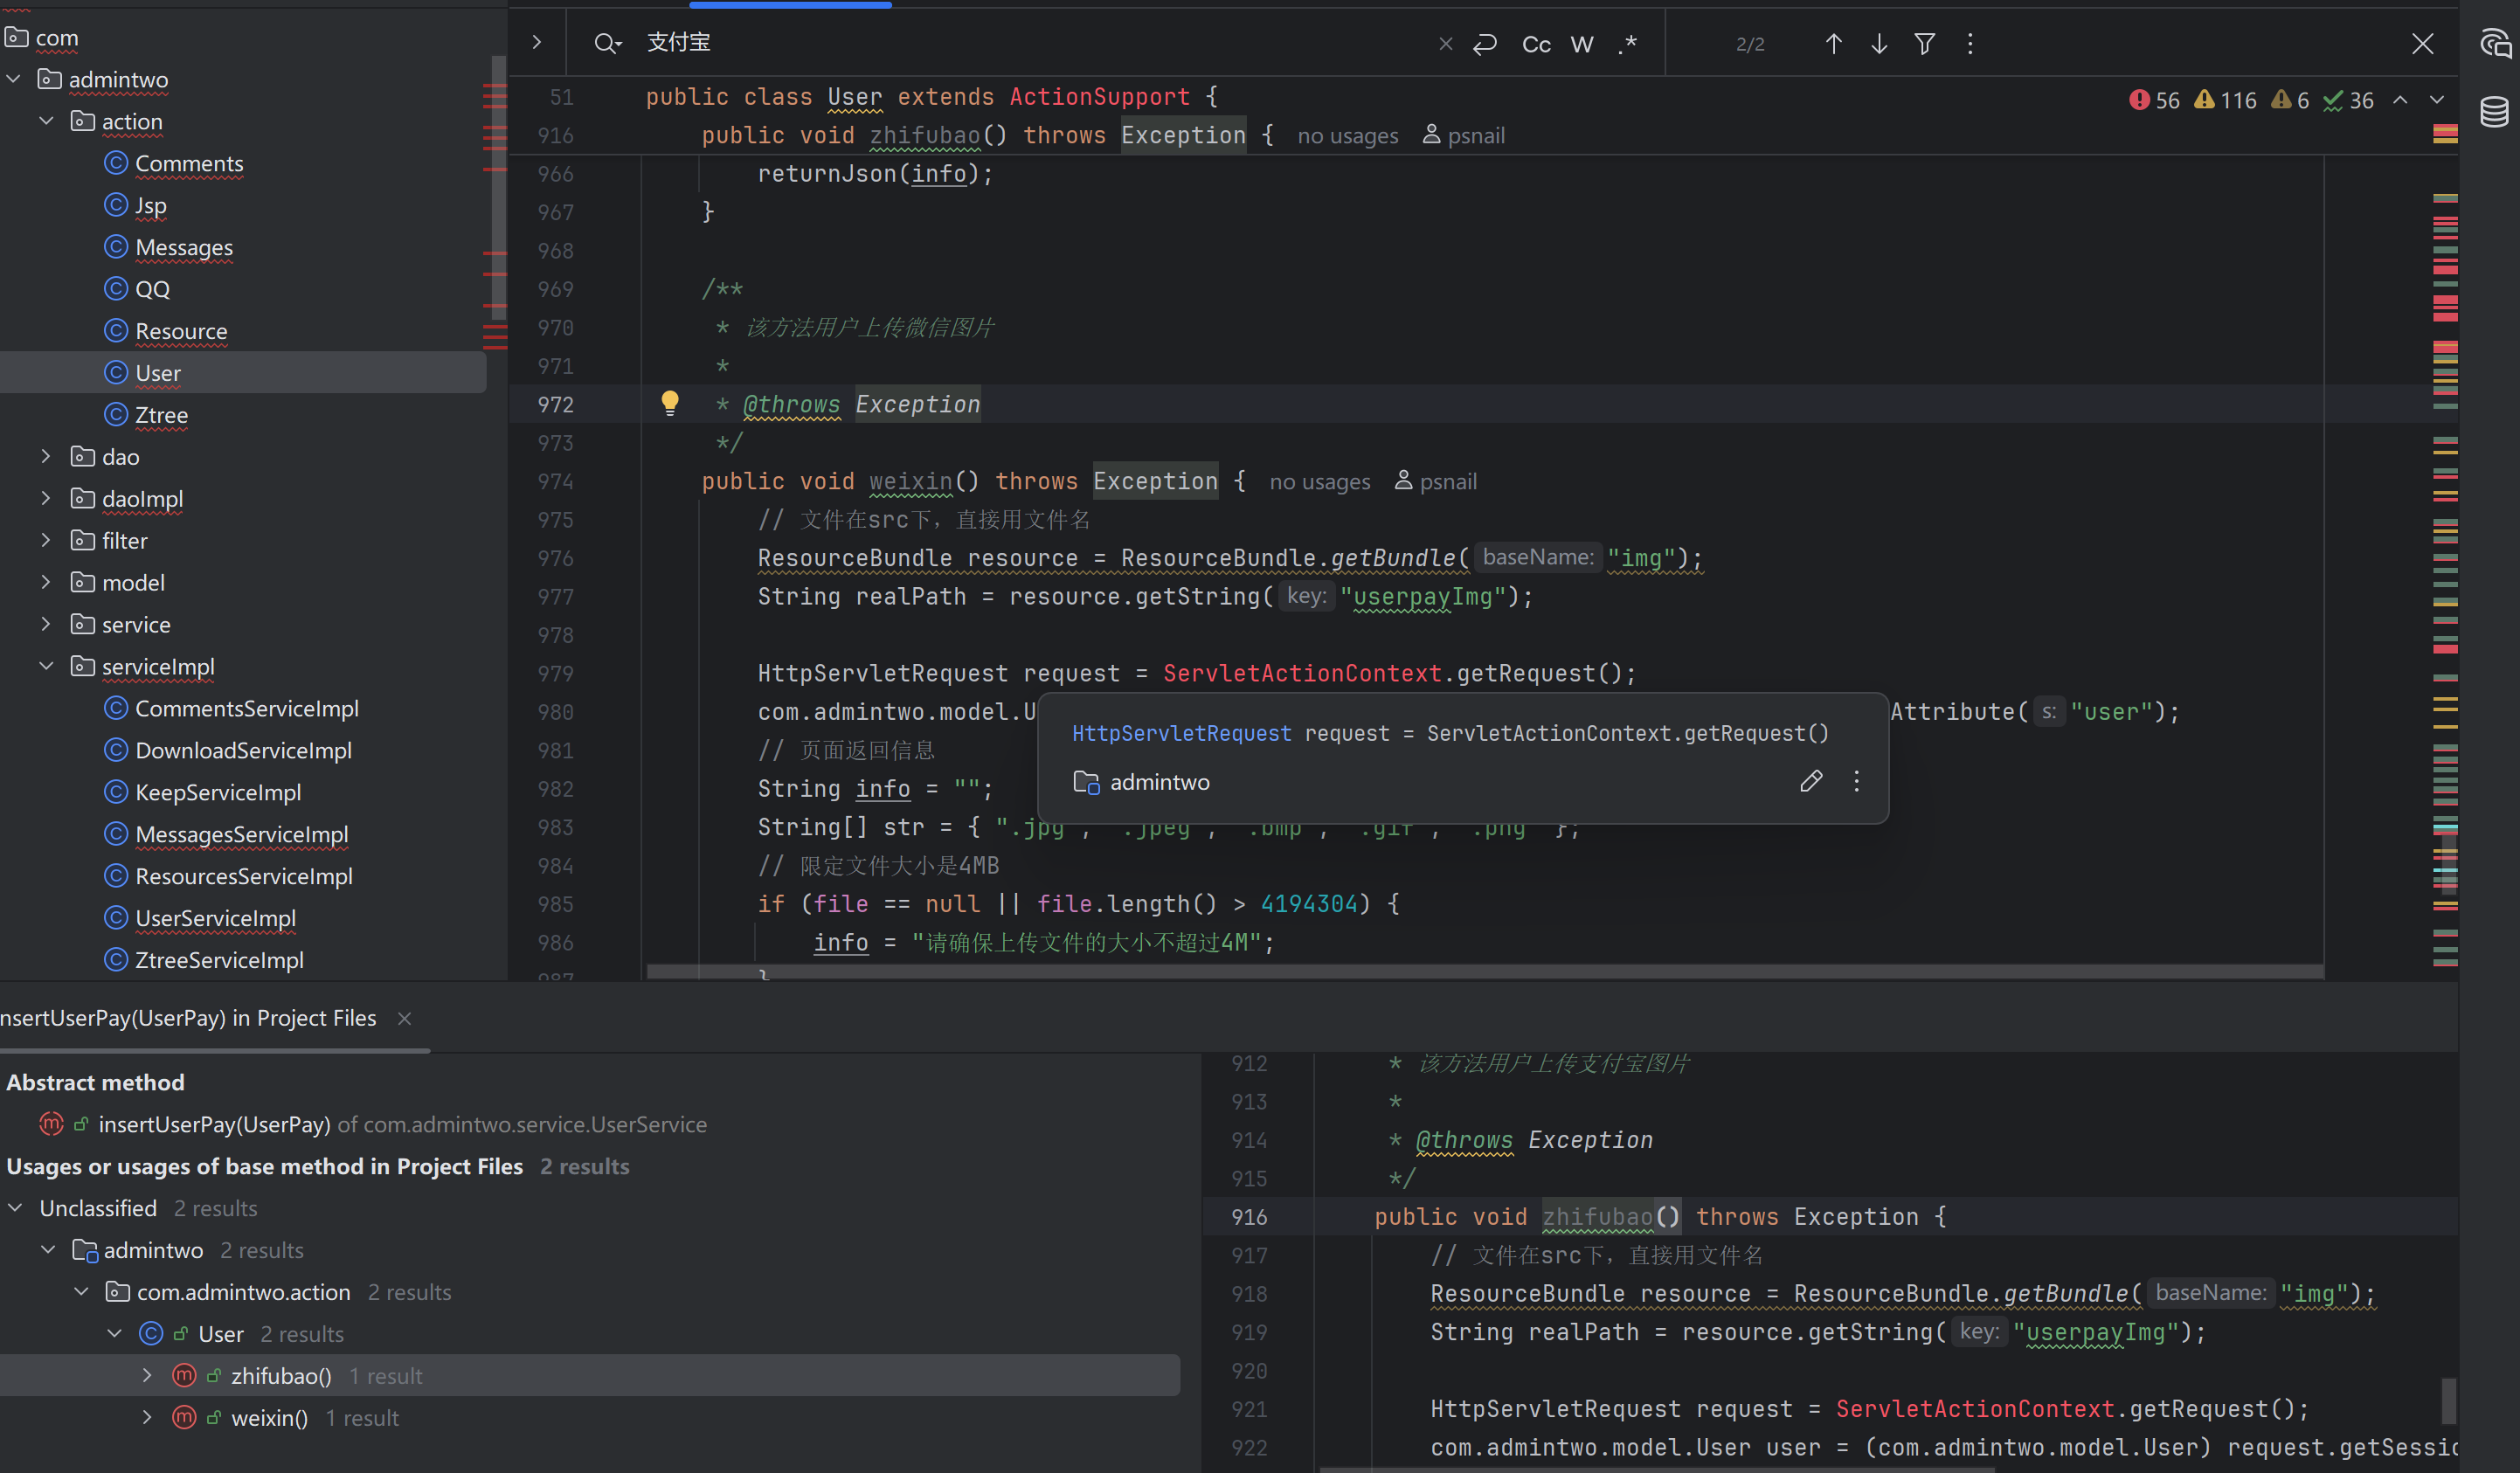 com
admintwo
action
Comments
Jsp
Messages
QQ
Resource
User
Ztree
dao
daoImpl
filter
model
service
serviceImpl
CommentsServiceImpl
DownloadServiceImpl
KeepServiceImpl
MessagesServiceImpl
ResourcesServiceImpl
UserServiceImpl
ZtreeServiceImpl
支付宝
Cc W .* 2/2
56 116 6 36
51 public class User extends ActionSupport {
916 public void zhifubao() throws Exception { no usages psnail
966 returnJson(info);
967 }
968
969 /**
970 * 该方法用户上传微信图片
971 *
972 * @throws Exception
973 */
974 public void weixin() throws Exception { no usages psnail
975 // 文件在src下，直接用文件名
976 ResourceBundle resource = ResourceBundle.getBundle( baseName: "img");
977 String realPath = resource.getString( key: "userpayImg");
978
979 HttpServletRequest request = ServletActionContext.getRequest();
980 com.admintwo.model.U Attribute( s: "user");
HttpServletRequest request = ServletActionContext.getRequest()
admintwo
981 // 页面返回信息
982 String info = "";
983 String[] str = { ".jpg", ".jpeg", ".bmp", ".gif", ".png" };
984 // 限定文件大小是4MB
985 if (file == null || file.length() > 4194304) {
986 info = "请确保上传文件的大小不超过4M";
987 }
nsertUserPay(UserPay) in Project Files
Abstract method
insertUserPay(UserPay) of com.admintwo.service.UserService
Usages or usages of base method in Project Files 2 results
Unclassified 2 results
admintwo 2 results
com.admintwo.action 2 results
User 2 results
zhifubao() 1 result
weixin() 1 result
912 * 该方法用户上传支付宝图片
913 *
914 * @throws Exception
915 */
916 public void zhifubao() throws Exception {
917 // 文件在src下，直接用文件名
918 ResourceBundle resource = ResourceBundle.getBundle( baseName: "img");
919 String realPath = resource.getString( key: "userpayImg");
920
921 HttpServletRequest request = ServletActionContext.getRequest();
922 com.admintwo.model.User user = (com.admintwo.model.User) request.getSessio